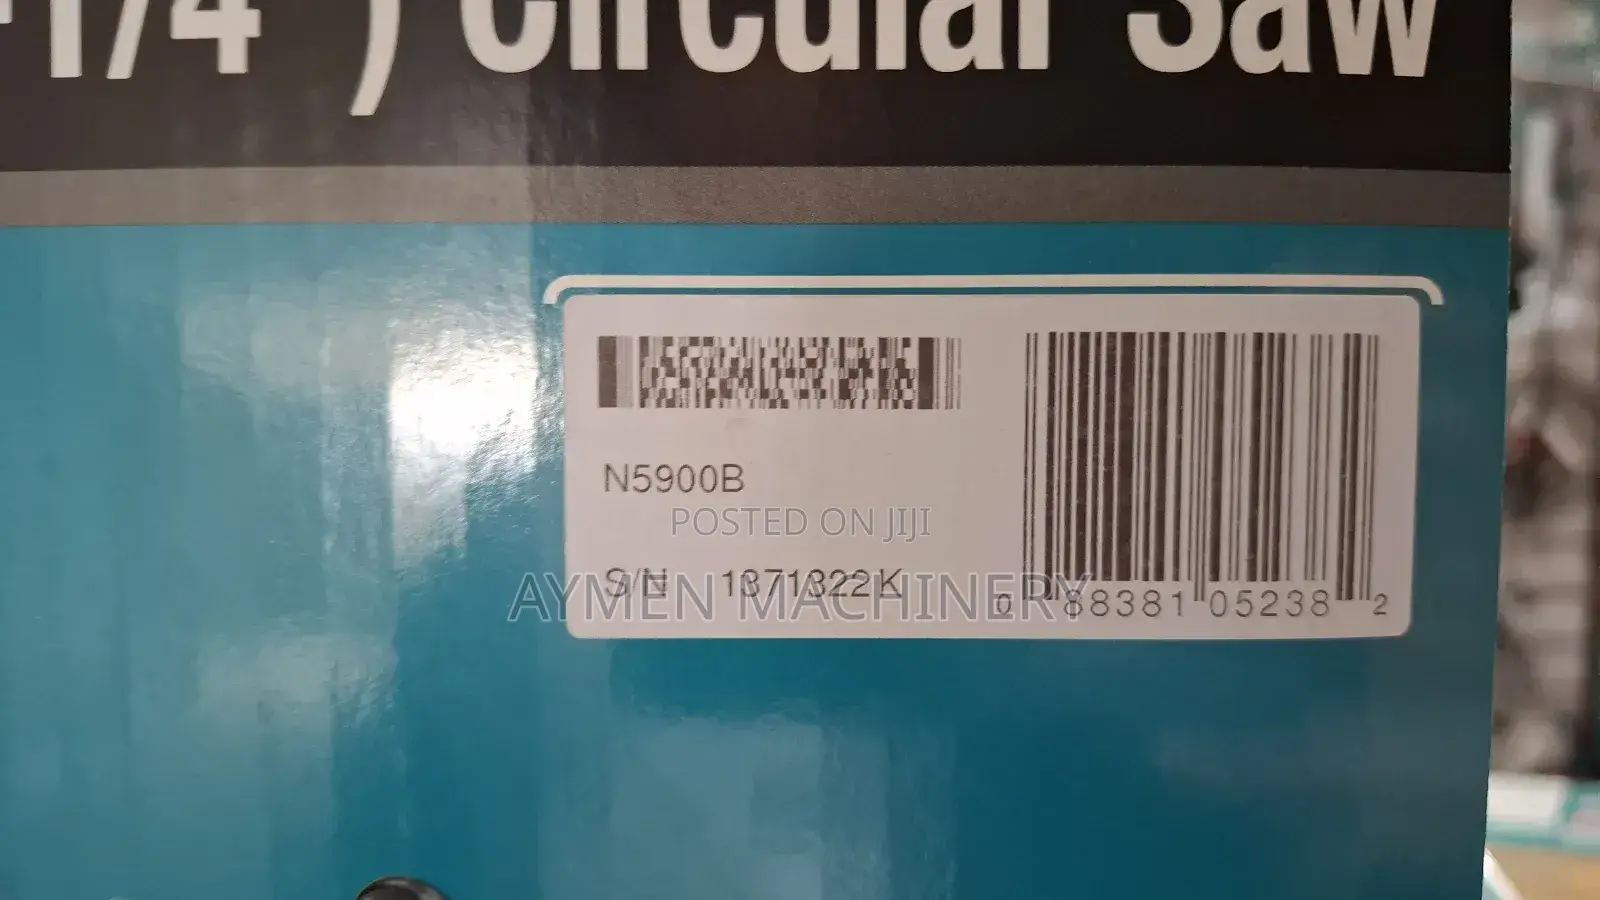 -1/4") Circular Saw
N5900B
POSTED ON JIJI
S/N 1371322K
AYMEN MACHINERY
0 88381 05238 2